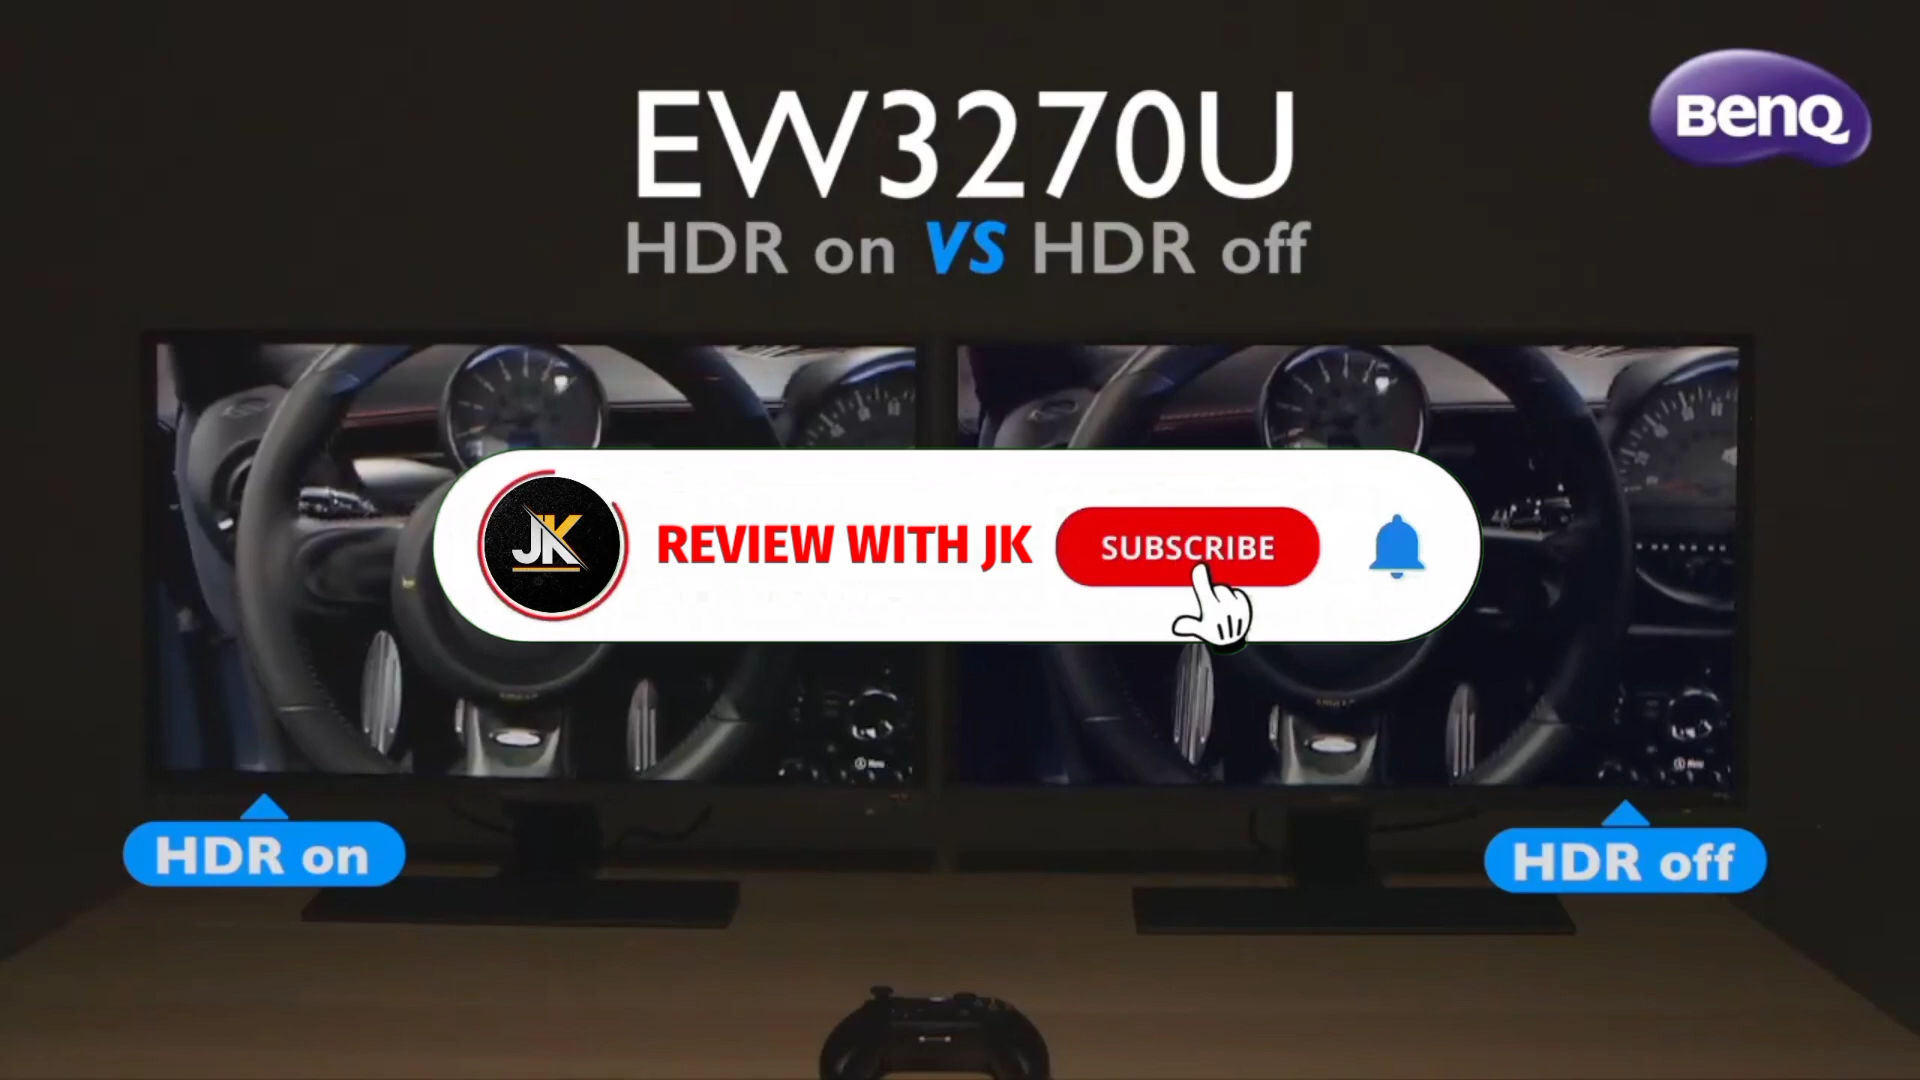 EW3270U
BenQ
HDR on VS HDR off
JK
REVIEW WITH JK
SUBSCRIBE
HDR on
HDR off